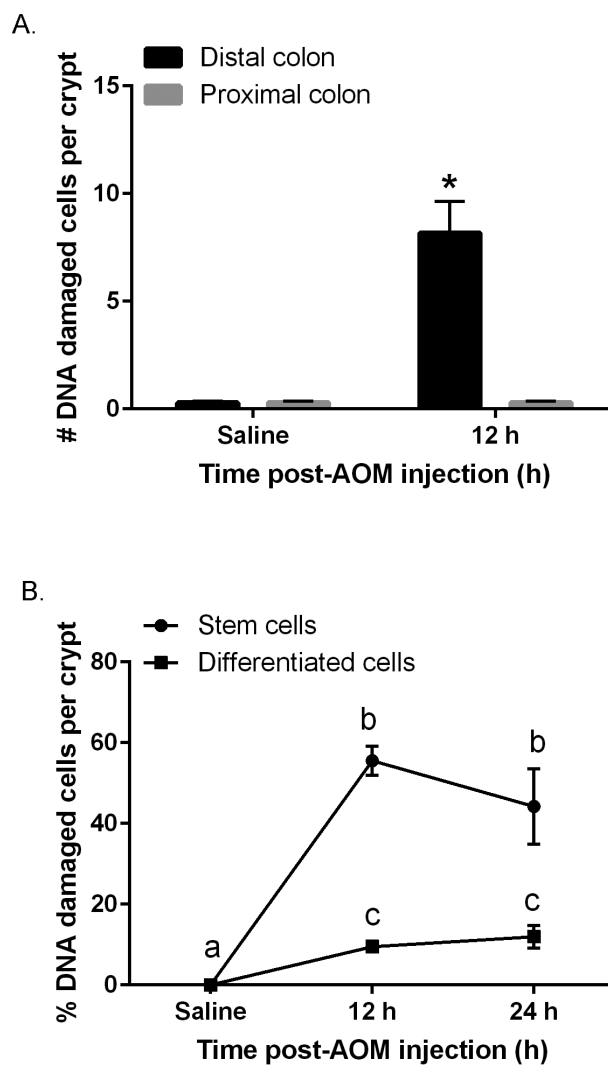 A.
Distal colon
Proximal colon
# DNA damaged cells per crypt
15
10
5
0
*
Saline
12 h
Time post-AOM injection (h)
B.
Stem cells
Differentiated cells
% DNA damaged cells per crypt
80
60
40
20
0
a
b
b
c
c
Saline
12 h
24 h
Time post-AOM injection (h)